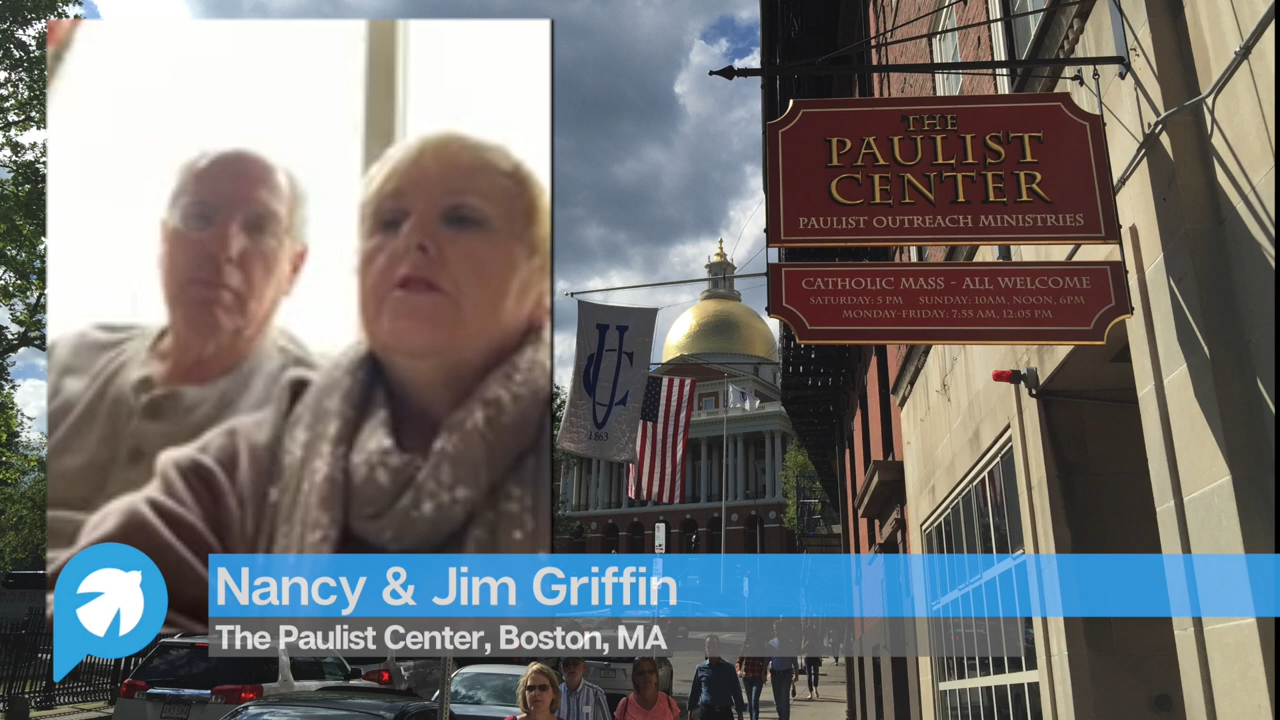 THE
PAULIST
CENTER
PAULIST OUTREACH MINISTRIES
CATHOLIC MASS - ALL WELCOME
SATURDAY: 5 PM SUNDAY: 10AM, NOON, 6PM
MONDAY-FRIDAY: 7:55 AM, 12:05 PM
UC
1863
Nancy & Jim Griffin
The Paulist Center, Boston, MA